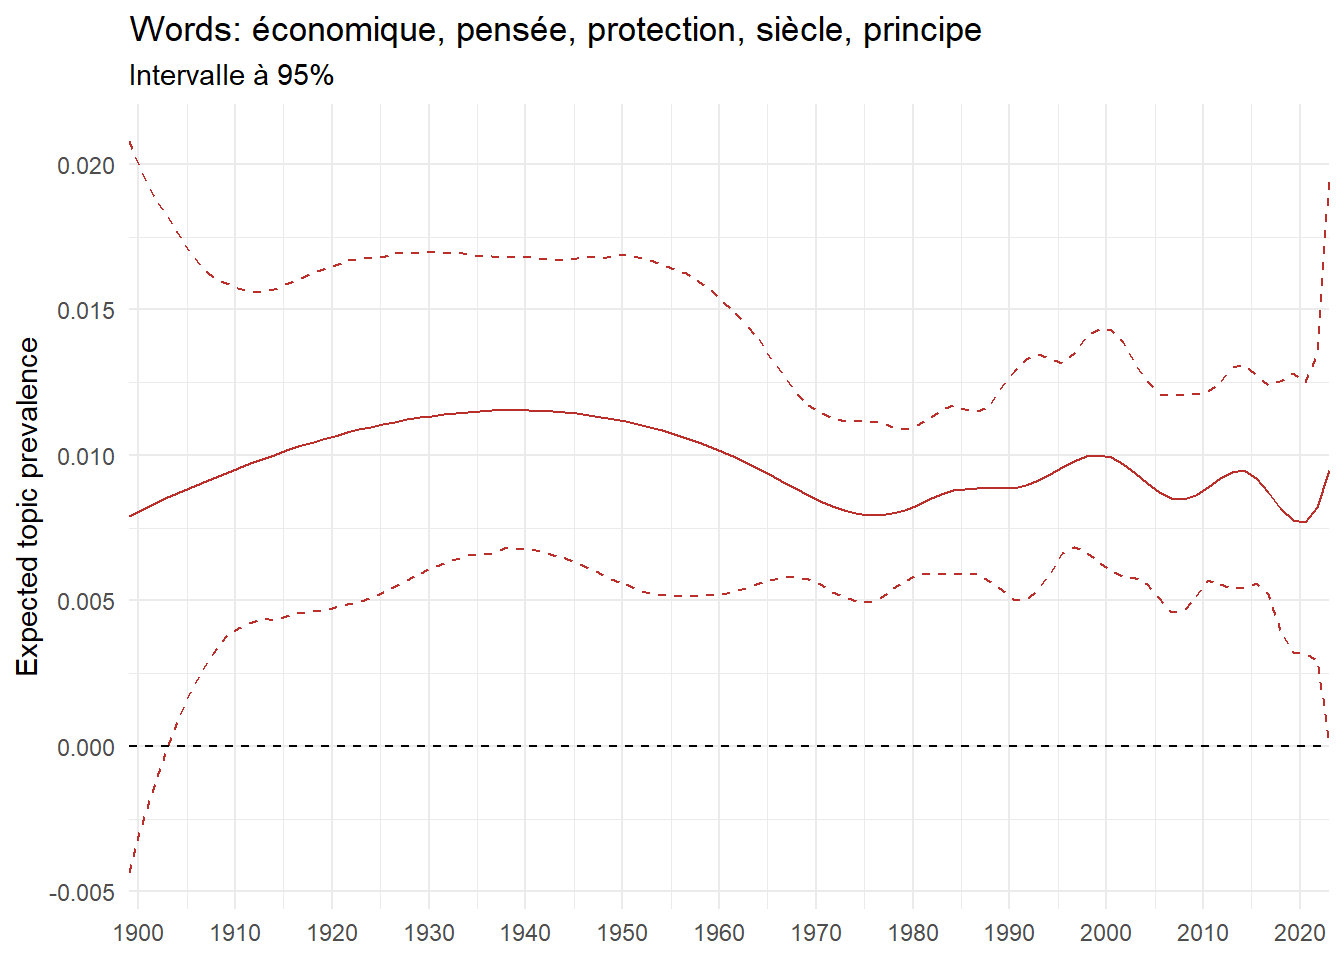 Words: économique, pensée, protection, siècle, principe
Intervalle à 95%
Expected topic prevalence
0.020
0.015
0.010
0.005
0.000
-0.005
1900 1910 1920 1930 1940 1950 1960 1970 1980 1990 2000 2010 2020